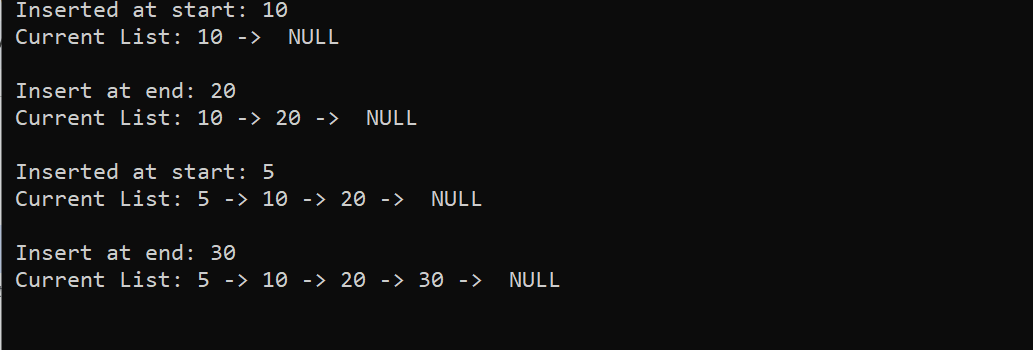 Inserted at start: 10
Current List: 10 ->  NULL
Insert at end: 20
Current List: 10 -> 20 ->  NULL
Inserted at start: 5
Current List: 5 -> 10 -> 20 ->  NULL
Insert at end: 30
Current List: 5 -> 10 -> 20 -> 30 ->  NULL